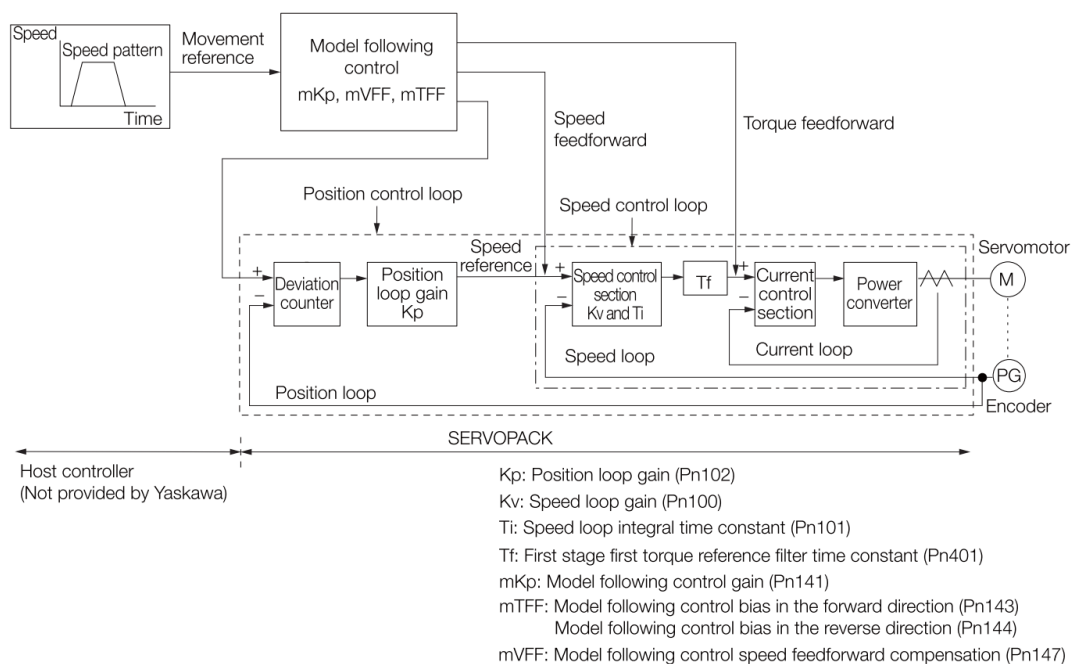 Speed
Speed pattern
Time
Movement
reference
Model following
control
mKp, mVFF, mTFF
Speed
feedforward
Torque feedforward
Position control loop
Speed control loop
Speed
reference
Servomotor
+
−
Deviation
counter
Position
loop gain
Kp
+
−
Speed control
section
Kv and Ti
Tf
+
−
Current
control
section
Power
converter
M
Speed loop
Current loop
Position loop
PG
Encoder
SERVOPACK
Host controller
(Not provided by Yaskawa)
Kp: Position loop gain (Pn102)
Kv: Speed loop gain (Pn100)
Ti: Speed loop integral time constant (Pn101)
Tf: First stage first torque reference filter time constant (Pn401)
mKp: Model following control gain (Pn141)
mTFF: Model following control bias in the forward direction (Pn143)
Model following control bias in the reverse direction (Pn144)
mVFF: Model following control speed feedforward compensation (Pn147)